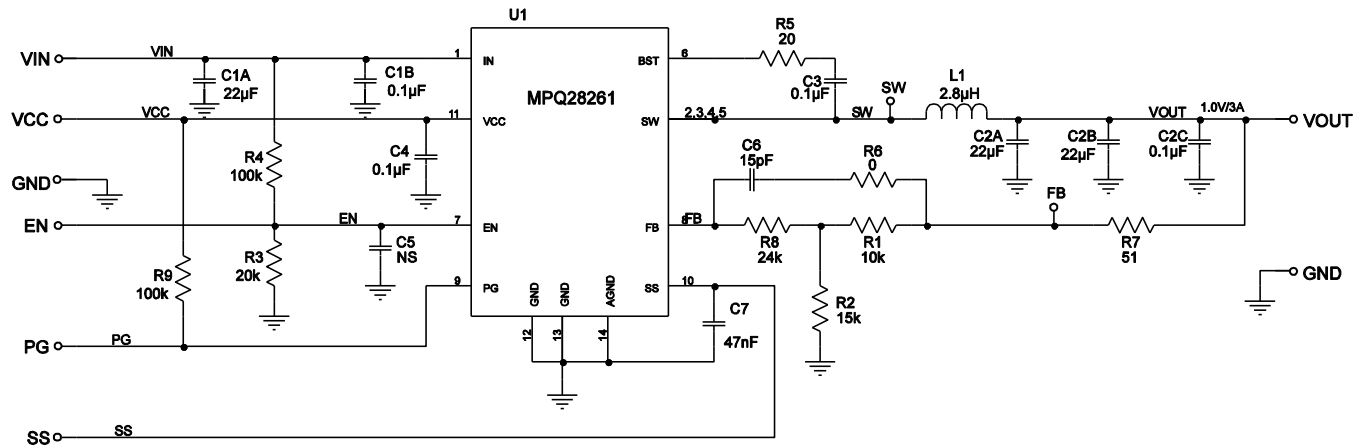 U1
VIN
VIN
C1A
22μF
C1B
0.1μF
1
IN
MPQ28261
BST
6
R5
20
C3
0.1μF
SW
L1
2.8μH
VCC
VCC
11
VCC
SW
2,3,4,5
SW
VOUT
1.0V/3A
VOUT
C4
0.1μF
R4
100k
C6
15pF
R6
0
C2A
22μF
C2B
22μF
C2C
0.1μF
GND
EN
EN
7
EN
FB
8
FB
R8
24k
R1
10k
FB
R7
51
C5
NS
R3
20k
R9
100k
9
PG
GND
GND
AGND
SS
10
C7
47nF
R2
15k
GND
12
13
14
PG
PG
SS
SS